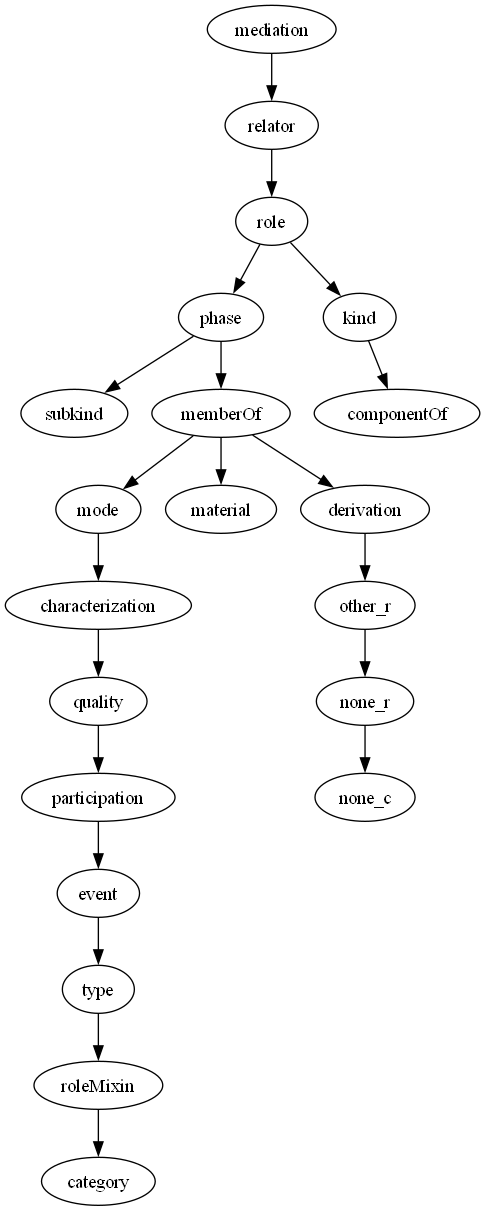 mediation
relator
role
phase
kind
subkind
memberOf
componentOf
mode
material
derivation
characterization
other_r
quality
none_r
participation
none_c
event
type
roleMixin
category